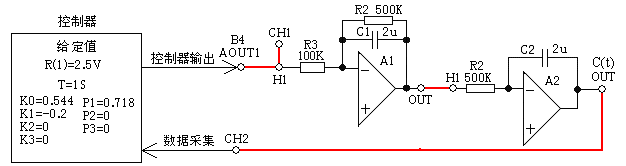 控制器
给定值
R(1)=2.5V
T=1S
K0=0.544 P1=0.718
K1=-0.2 P2=0
K2=0 P3=0
K3=0
控制器输出
B4
AOUT1
CH1
H1
R3
100K
R2 500K
C1 2u
A1
OUT
H1 R2
500K
C2 2u
A2
C(t)
OUT
数据采集 CH2